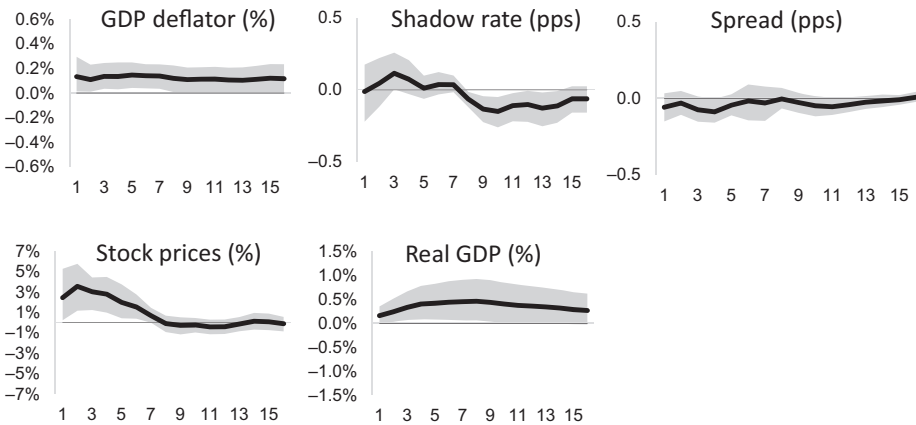 GDP deflator (%)
0.6%
0.4%
0.2%
0.0%
–0.2%
–0.4%
–0.6%
1 3 5 7 9 11 13 15
Shadow rate (pps)
0.5
0.0
–0.5
1 3 5 7 9 11 13 15
Spread (pps)
0.5
0.0
–0.5
1 3 5 7 9 11 13 15
Stock prices (%)
7%
5%
3%
1%
–1%
–3%
–5%
–7%
1 3 5 7 9 11 13 15
Real GDP (%)
1.5%
1.0%
0.5%
0.0%
–0.5%
–1.0%
–1.5%
1 3 5 7 9 11 13 15